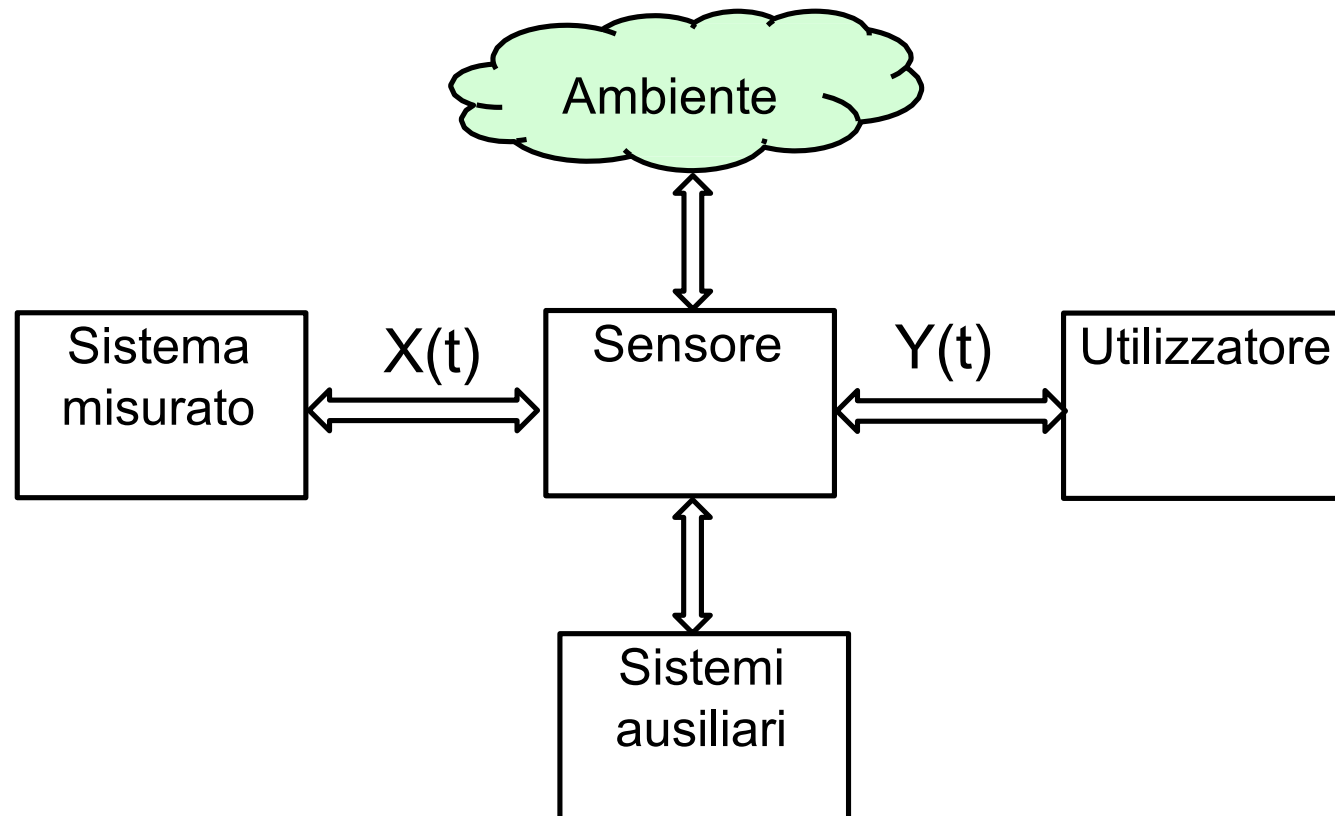 Ambiente
Sistema
misurato
X(t)
Sensore
Y(t)
Utilizzatore
Sistemi
ausiliari